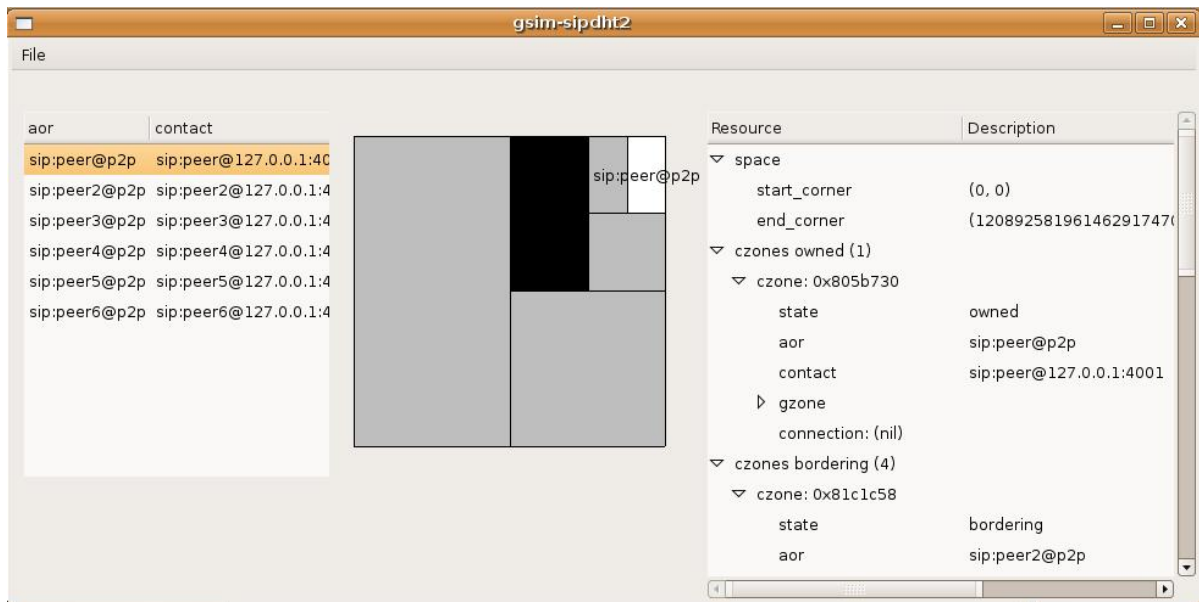 gsim-sipdht2
File
aor contact
sip:peer@p2p sip:peer@127.0.0.1:40
sip:peer2@p2p sip:peer2@127.0.0.1:4
sip:peer3@p2p sip:peer3@127.0.0.1:4
sip:peer4@p2p sip:peer4@127.0.0.1:4
sip:peer5@p2p sip:peer5@127.0.0.1:4
sip:peer6@p2p sip:peer6@127.0.0.1:4
sip:peer@p2p
Resource Description
space
start_corner (0, 0)
end_corner (120892581961462917470
czones owned (1)
czone: 0x805b730
state owned
aor sip:peer@p2p
contact sip:peer@127.0.0.1:4001
gzone
connection: (nil)
czones bordering (4)
czone: 0x81c1c58
state bordering
aor sip:peer2@p2p